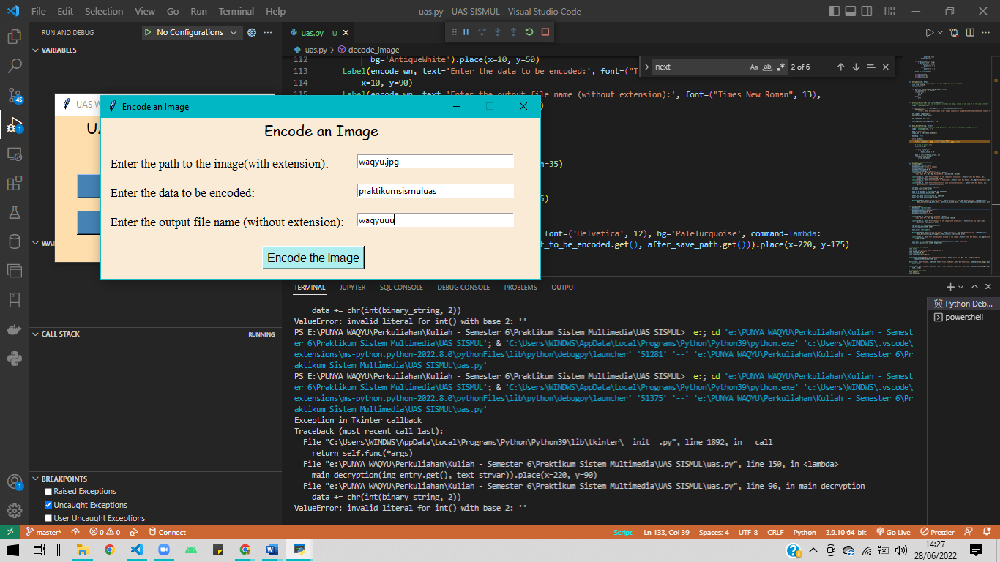 File Edit Selection View Go Run Terminal Help
uas.py - UAS SISMUL - Visual Studio Code
RUN AND DEBUG
No Configurations
uas.py U
VARIABLES
uas.py > decode_image
112 bg='AntiqueWhite').place(x=10, y=50)
113 Label(encode_wn, text='Enter the data to be encoded:', font=("T
next
Aa ab .*
2 of 6
114 x=10, y=90)
115 Label(encode_wn, text='Enter the output file name (without extension):', font=("Times New Roman", 13),
45
1
UAS W
UA
Encode an Image
Encode an Image
Enter the path to the image(with extension):
waqyu.jpg
Enter the data to be encoded:
praktikumsismuluas
Enter the output file name (without extension):
waqyuuu
Encode the Image
n=35)
5)
font=('Helvetica', 12), bg='PaleTurquoise', command=lambda:
t_to_be_encoded.get(), after_save_path.get())).place(x=220, y=175)
WAT
TERMINAL JUPYTER SQL CONSOLE DEBUG CONSOLE PROBLEMS OUTPUT
Python Deb...
powershell
data += chr(int(binary_string, 2))
ValueError: invalid literal for int() with base 2: ''
PS E:\PUNYA WAQYU\Perkuliahan\Kuliah - Semester 6\Praktikum Sistem Multimedia\UAS SISMUL> e:; cd 'e:\PUNYA WAQYU\Perkuliahan\Kuliah - Semest
er 6\Praktikum Sistem Multimedia\UAS SISMUL'; & 'C:\Users\WINDWS\AppData\Local\Programs\Python\Python39\python.exe' 'c:\Users\WINDWS\.vscode\
extensions\ms-python.python-2022.8.0\pythonFiles\lib\python\debugpy\launcher' '51281' '--' 'e:\PUNYA WAQYU\Perkuliahan\Kuliah - Semester 6\Pr
aktikum Sistem Multimedia\UAS SISMUL\uas.py'
PS E:\PUNYA WAQYU\Perkuliahan\Kuliah - Semester 6\Praktikum Sistem Multimedia\UAS SISMUL> e:; cd 'e:\PUNYA WAQYU\Perkuliahan\Kuliah - Semest
er 6\Praktikum Sistem Multimedia\UAS SISMUL'; & 'C:\Users\WINDWS\AppData\Local\Programs\Python\Python39\python.exe' 'c:\Users\WINDWS\.vscode\
extensions\ms-python.python-2022.8.0\pythonFiles\lib\python\debugpy\launcher' '51375' '--' 'e:\PUNYA WAQYU\Perkuliahan\Kuliah - Semester 6\Pr
aktikum Sistem Multimedia\UAS SISMUL\uas.py'
Exception in Tkinter callback
Traceback (most recent call last):
File "C:\Users\WINDWS\AppData\Local\Programs\Python\Python39\lib\tkinter\__init__.py", line 1892, in __call__
return self.func(*args)
File "e:\PUNYA WAQYU\Perkuliahan\Kuliah - Semester 6\Praktikum Sistem Multimedia\UAS SISMUL\uas.py", line 150, in <lambda>
main_decryption(img_entry.get(), text_strvar)).place(x=220, y=90)
File "e:\PUNYA WAQYU\Perkuliahan\Kuliah - Semester 6\Praktikum Sistem Multimedia\UAS SISMUL\uas.py", line 96, in main_decryption
data += chr(int(binary_string, 2))
ValueError: invalid literal for int() with base 2: ''
CALL STACK RUNNING
BREAKPOINTS
Raised Exceptions
Uncaught Exceptions
User Uncaught Exceptions
1
master* 0 0 Connect
Script Ln 133, Col 39 Spaces: 4 UTF-8 CRLF Python 3.9.10 64-bit Go Live Prettier
14:27
28/06/2022